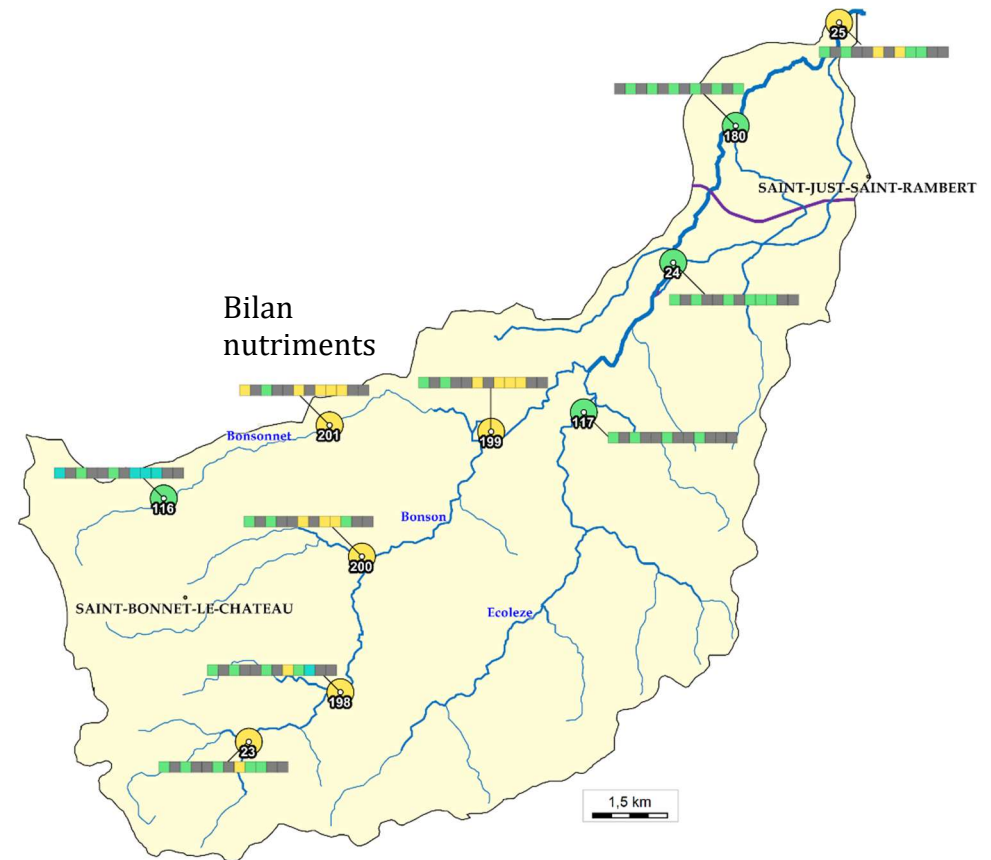 25
180
SAINT-JUST-SAINT-RAMBERT
24
Bilan
nutriments
201
199
117
Bonsonnet
116
Bonson
200
Ecoleze
SAINT-BONNET-LE-CHATEAU
198
23
1,5 km